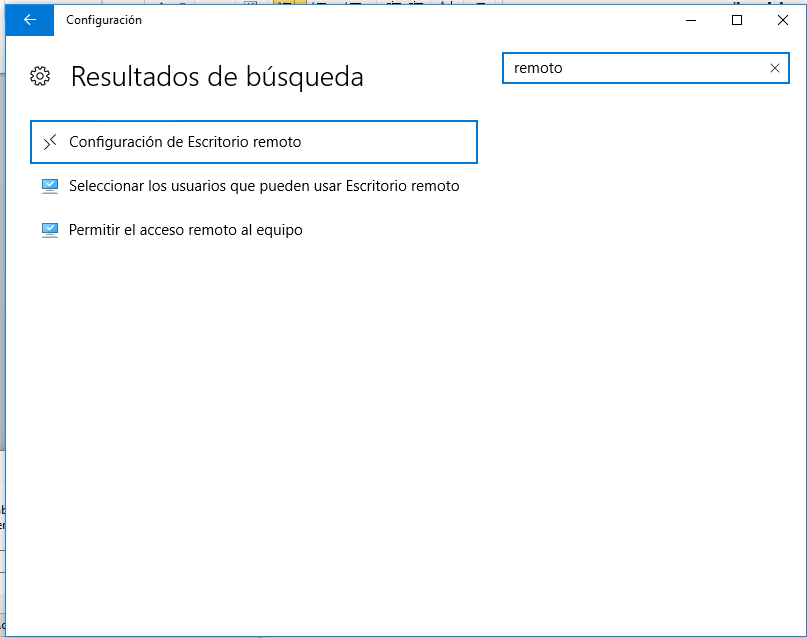 Configuración
Resultados de búsqueda
remoto
Configuración de Escritorio remoto
Seleccionar los usuarios que pueden usar Escritorio remoto
Permitir el acceso remoto al equipo